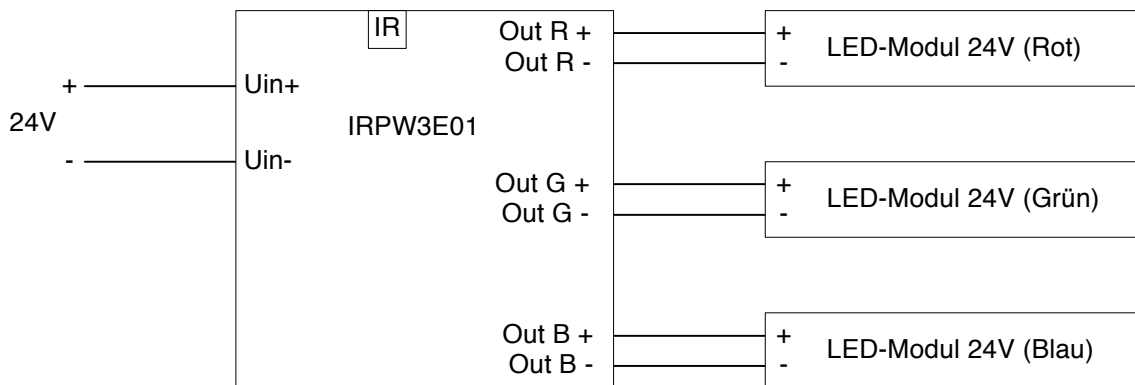 IR
Out R +
Out R -
+
-
LED-Modul 24V (Rot)
+
24V
-
Uin+
Uin-
IRPW3E01
Out G +
Out G -
+
-
LED-Modul 24V (Grün)
Out B +
Out B -
+
-
LED-Modul 24V (Blau)